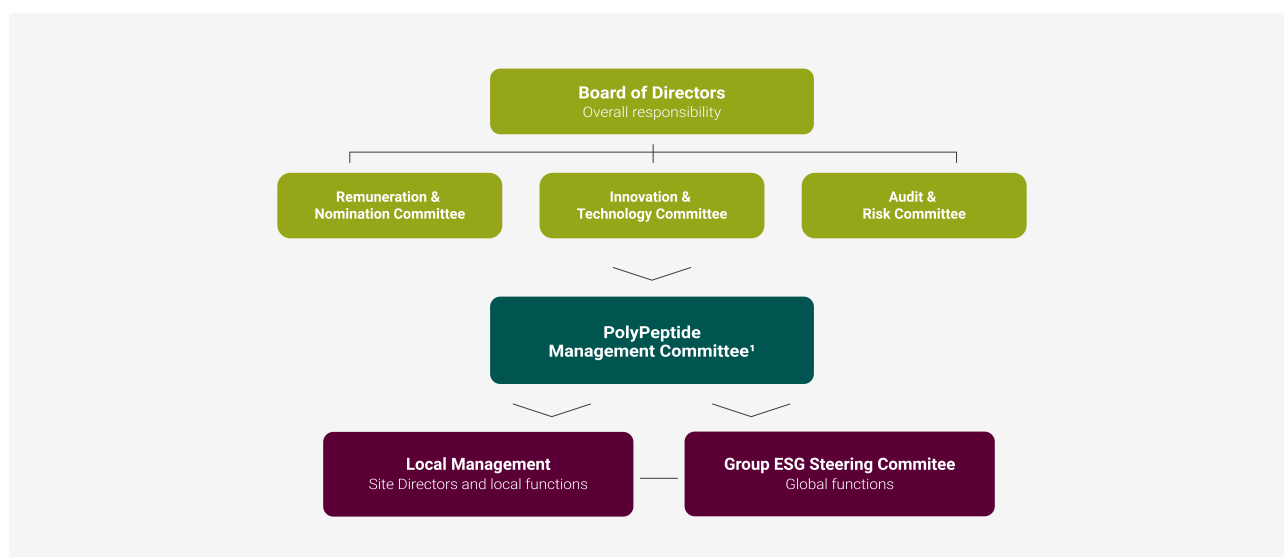 Board of Directors
Overall responsibility
Remuneration &
Nomination Committee
Innovation &
Technology Committee
Audit &
Risk Committee
PolyPeptide
Management Committee¹
Local Management
Site Directors and local functions
Group ESG Steering Commitee
Global functions